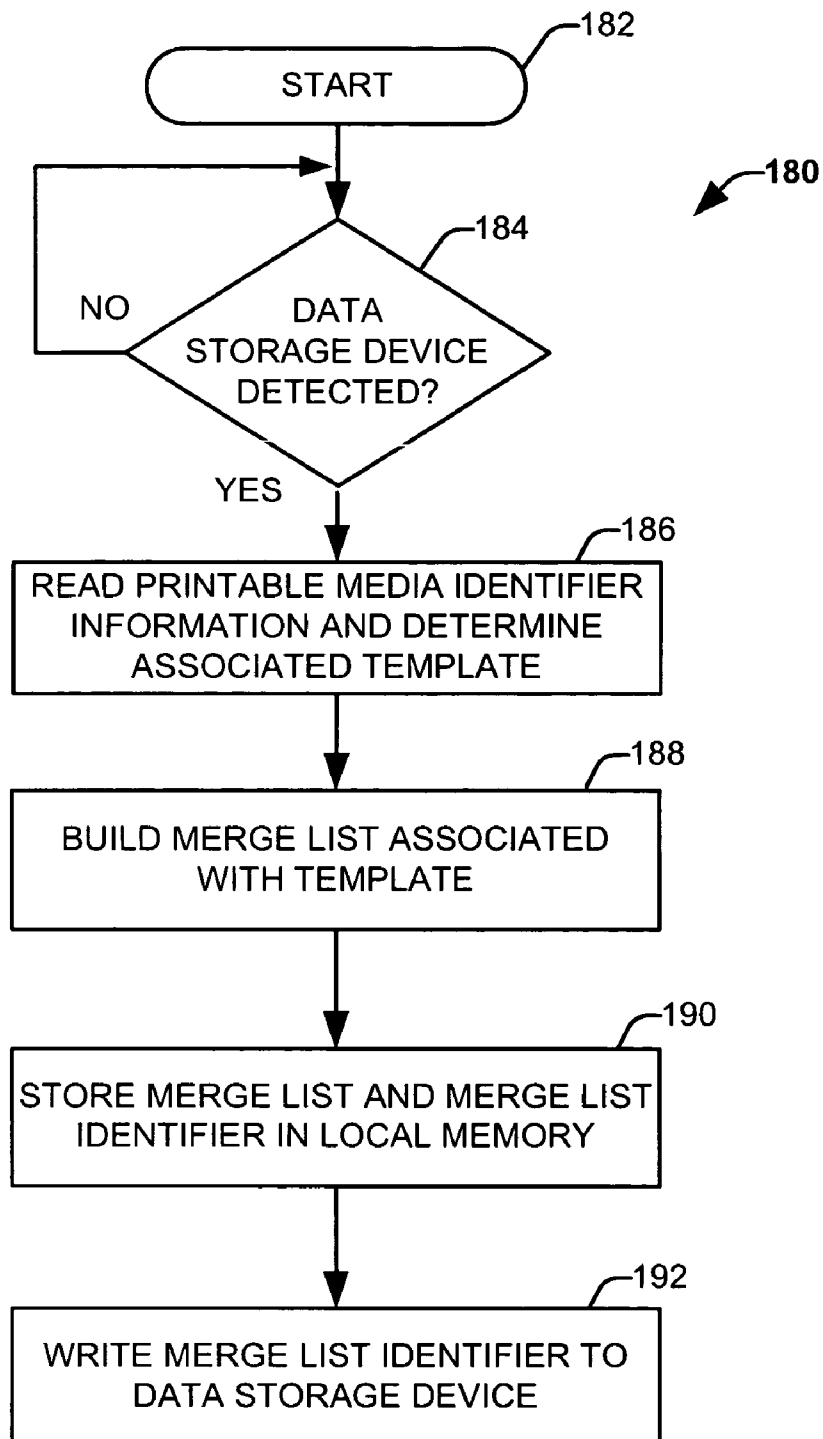 182
START
180
184
NO
DATA
STORAGE DEVICE
DETECTED?
YES
186
READ PRINTABLE MEDIA IDENTIFIER
INFORMATION AND DETERMINE
ASSOCIATED TEMPLATE
188
BUILD MERGE LIST ASSOCIATED
WITH TEMPLATE
190
STORE MERGE LIST AND MERGE LIST
IDENTIFIER IN LOCAL MEMORY
192
WRITE MERGE LIST IDENTIFIER TO
DATA STORAGE DEVICE